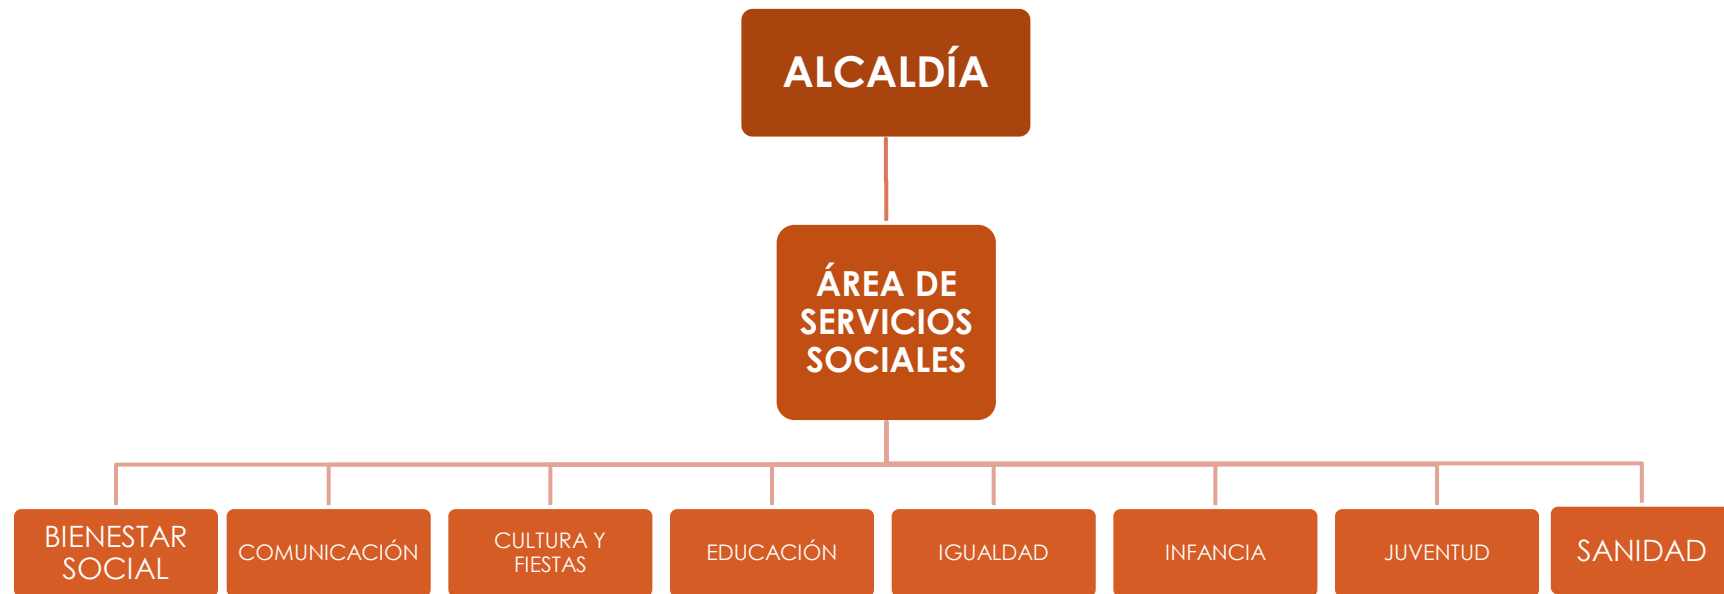 ALCALDÍA
ÁREA DE
SERVICIOS
SOCIALES
BIENESTAR
SOCIAL
COMUNICACIÓN
CULTURA Y
FIESTAS
EDUCACIÓN
IGUALDAD
INFANCIA
JUVENTUD
SANIDAD